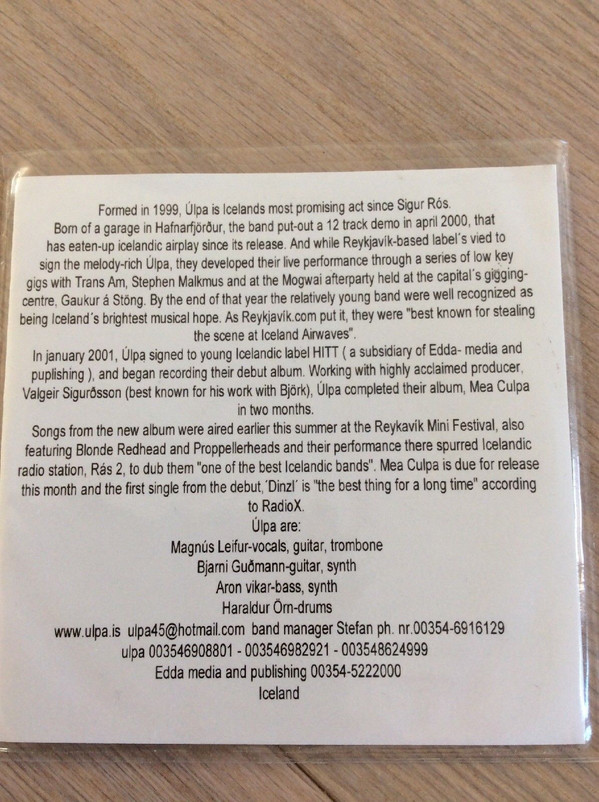 Formed in 1999, Úlpa is Icelands most promising act since Sigur Rós.
Born of a garage in Hafnarfjörður, the band put-out a 12 track demo in april 2000, that
has eaten-up icelandic airplay since its release. And while Reykjavík-based label´s vied to
sign the melody-rich Úlpa, they developed their live performance through a series of low key
gigs with Trans Am, Stephen Malkmus and at the Mogwai afterparty held at the capital´s gigging-
centre, Gaukur á Stöng. By the end of that year the relatively young band were well recognized as
being Iceland´s brightest musical hope. As Reykjavík.com put it, they were "best known for stealing
the scene at Iceland Airwaves".
In january 2001, Úlpa signed to young Icelandic label HITT ( a subsidiary of Edda- media and
puplishing ), and began recording their debut album. Working with highly acclaimed producer,
Valgeir Sigurðsson (best known for his work with Björk), Úlpa completed their album, Mea Culpa
in two months.
Songs from the new album were aired earlier this summer at the Reykavík Mini Festival, also
featuring Blonde Redhead and Proppellerheads and their performance there spurred Icelandic
radio station, Rás 2, to dub them "one of the best Icelandic bands". Mea Culpa is due for release
this month and the first single from the debut,´Dinzl´ is "the best thing for a long time" according
to RadioX.
Úlpa are:
Magnús Leifur-vocals, guitar, trombone
Bjarni Guðmann-guitar, synth
Aron vikar-bass, synth
Haraldur Örn-drums
www.ulpa.is ulpa45@hotmail.com band manager Stefan ph. nr.00354-6916129
ulpa 003546908801 - 003546982921 - 003548624999
Edda media and publishing 00354-5222000
Iceland